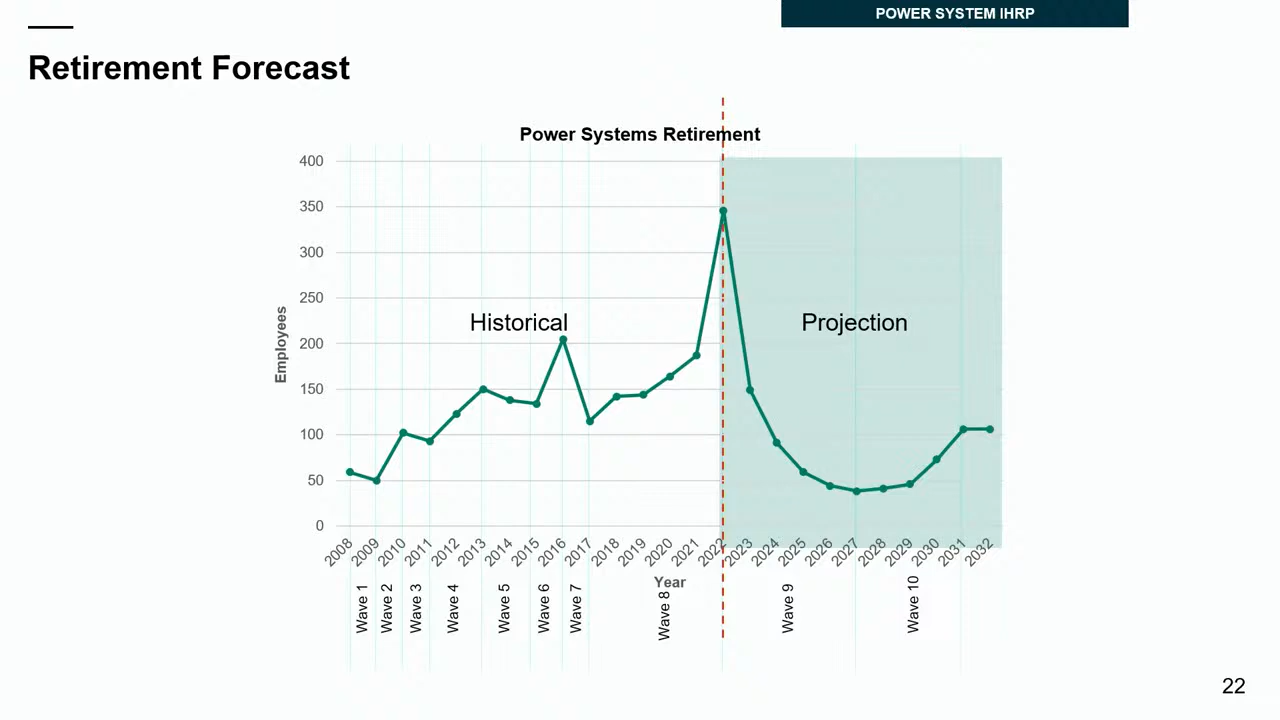 POWER SYSTEM IHRP
Retirement Forecast
Power Systems Retirement
400
350
300
250
200
150
100
50
0
Employees
Historical
Projection
2008 2009 2010 2011 2012 2013 2014 2015 2016 2017 2018 2019 2020 2021 2022 2023 2024 2025 2026 2027 2028 2029 2030 2031 2032
Year
Wave 1 Wave 2 Wave 3 Wave 4 Wave 5 Wave 6 Wave 7 Wave 8 Wave 9 Wave 10
22